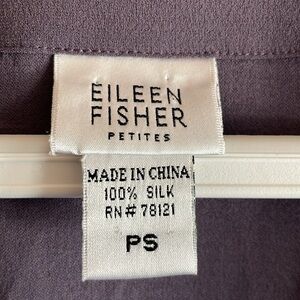 EILEEN
FISHER
PETITES
MADE IN CHINA
100% SILK
RN# 78121
PS